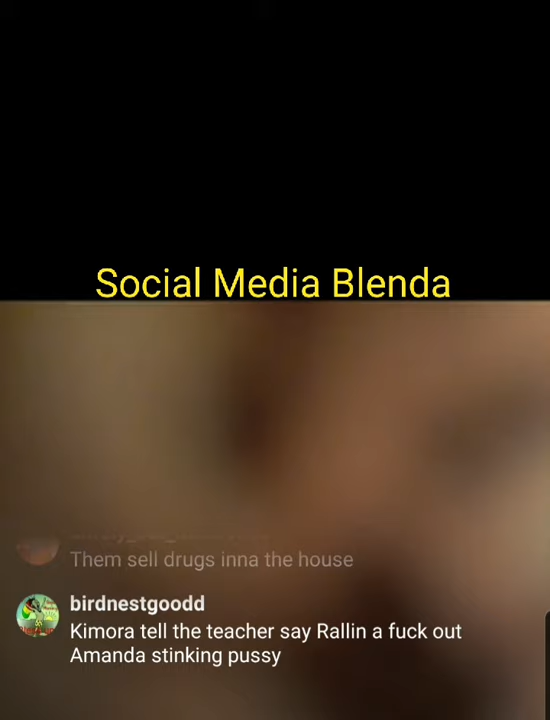 Social Media Blenda
Them sell drugs inna the house
birdnestgoodd
Kimora tell the teacher say Rallin a fuck out
Amanda stinking pussy